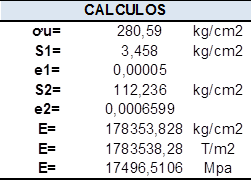 CALCULOS
σu= 280,59 kg/cm2
S1= 3,458 kg/cm2
e1= 0,00005
S2= 112,236 kg/cm2
e2= 0,0006599
E= 178353,828 kg/cm2
E= 1783538,28 T/m2
E= 17496,5106 Mpa